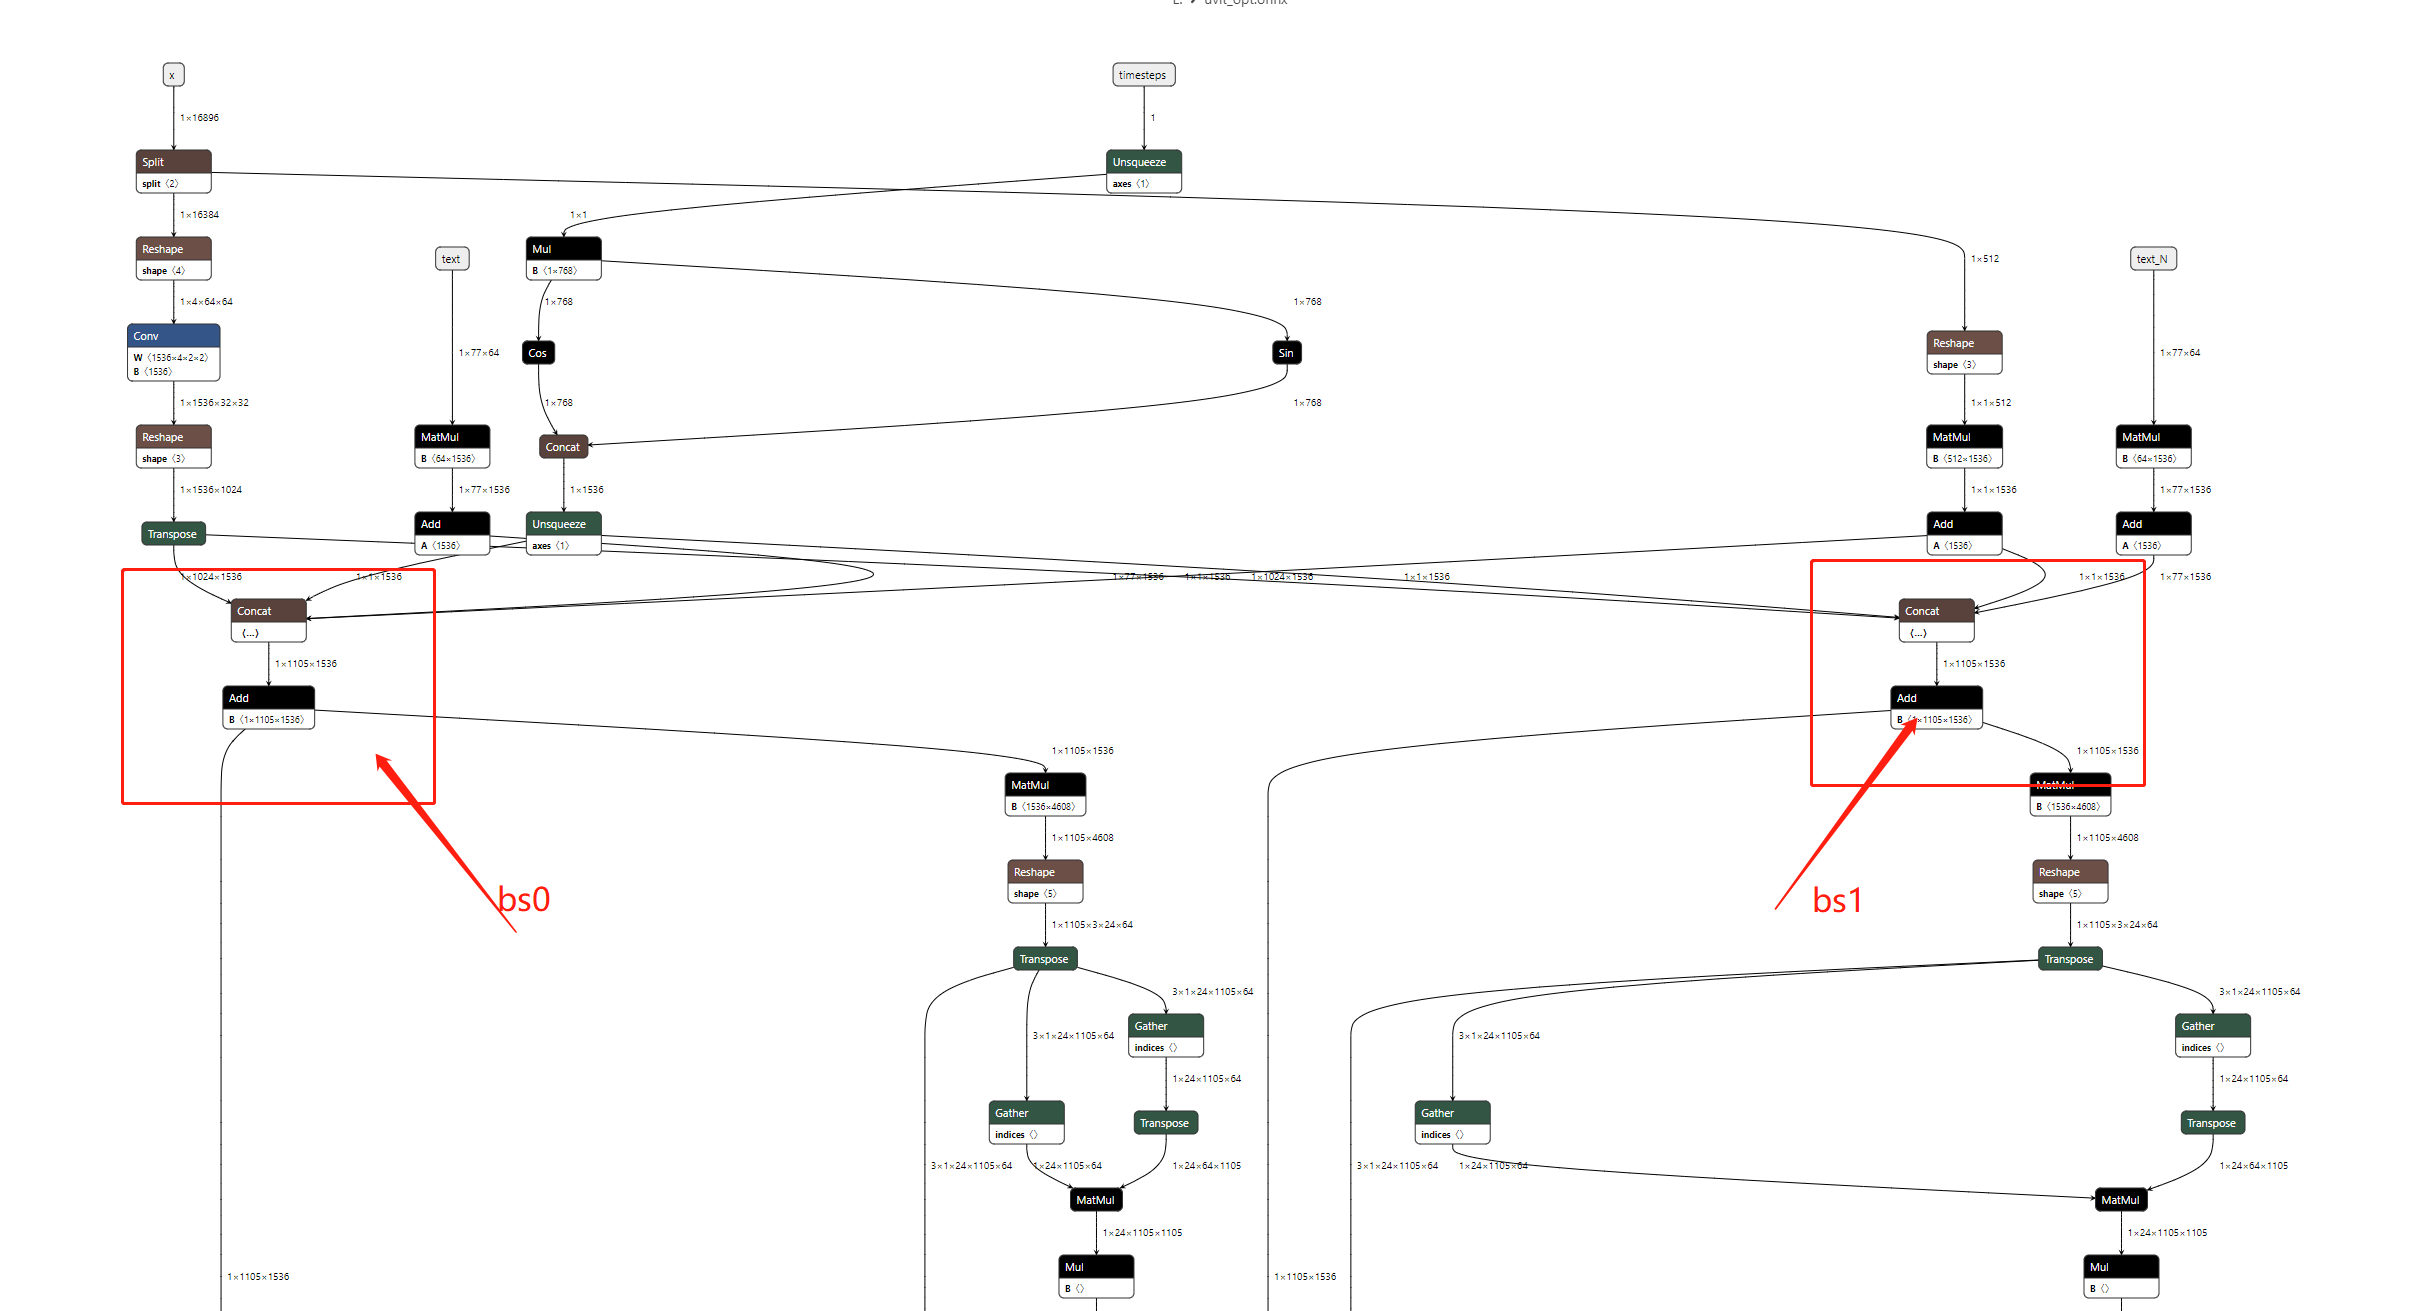 x
timesteps
1×16896
1
Split
split 〈2〉
Unsqueeze
axes 〈1〉
1×16384
1×1
Reshape
shape 〈4〉
text
Mul
B 〈1×768〉
1×512
text_N
1×4×64×64
1×768
1×768
Conv
W 〈1536×4×2×2〉
B 〈1536〉
1×77×64
Cos
Sin
Reshape
shape 〈3〉
1×77×64
1×1536×32×32
1×768
1×768
1×1×512
Reshape
shape 〈3〉
MatMul
B 〈64×1536〉
Concat
MatMul
B 〈512×1536〉
MatMul
B 〈64×1536〉
1×1536×1024
1×77×1536
1×1536
1×1×1536
1×77×1536
Transpose
Add
A 〈1536〉
Unsqueeze
axes 〈1〉
Add
A 〈1536〉
Add
A 〈1536〉
1×1024×1536
1×1×1536
1×77×1536
1×1×1536
1×1024×1536
1×1×1536
1×1×1536
1×77×1536
Concat
〈...〉
Concat
〈...〉
1×1105×1536
1×1105×1536
Add
B 〈1×1105×1536〉
Add
B 〈1×1105×1536〉
1×1105×1536
1×1105×1536
MatMul
B 〈1536×4608〉
MatMul
B 〈1536×4608〉
1×1105×4608
1×1105×4608
bs0
Reshape
shape 〈5〉
bs1
Reshape
shape 〈5〉
1×1105×3×24×64
1×1105×3×24×64
Transpose
Transpose
3×1×24×1105×64
3×1×24×1105×64
Gather
indices 〈〉
Gather
indices 〈〉
3×1×24×1105×64
3×1×24×1105×64
1×24×1105×64
1×24×1105×64
Gather
indices 〈〉
Transpose
Gather
indices 〈〉
Transpose
3×1×24×1105×64
1×24×1105×64
1×24×64×1105
3×1×24×1105×64
1×24×1105×64
1×24×64×1105
MatMul
MatMul
1×24×1105×1105
1×24×1105×1105
Mul
B 〈〉
Mul
B 〈〉
1×1105×1536
1×1105×1536